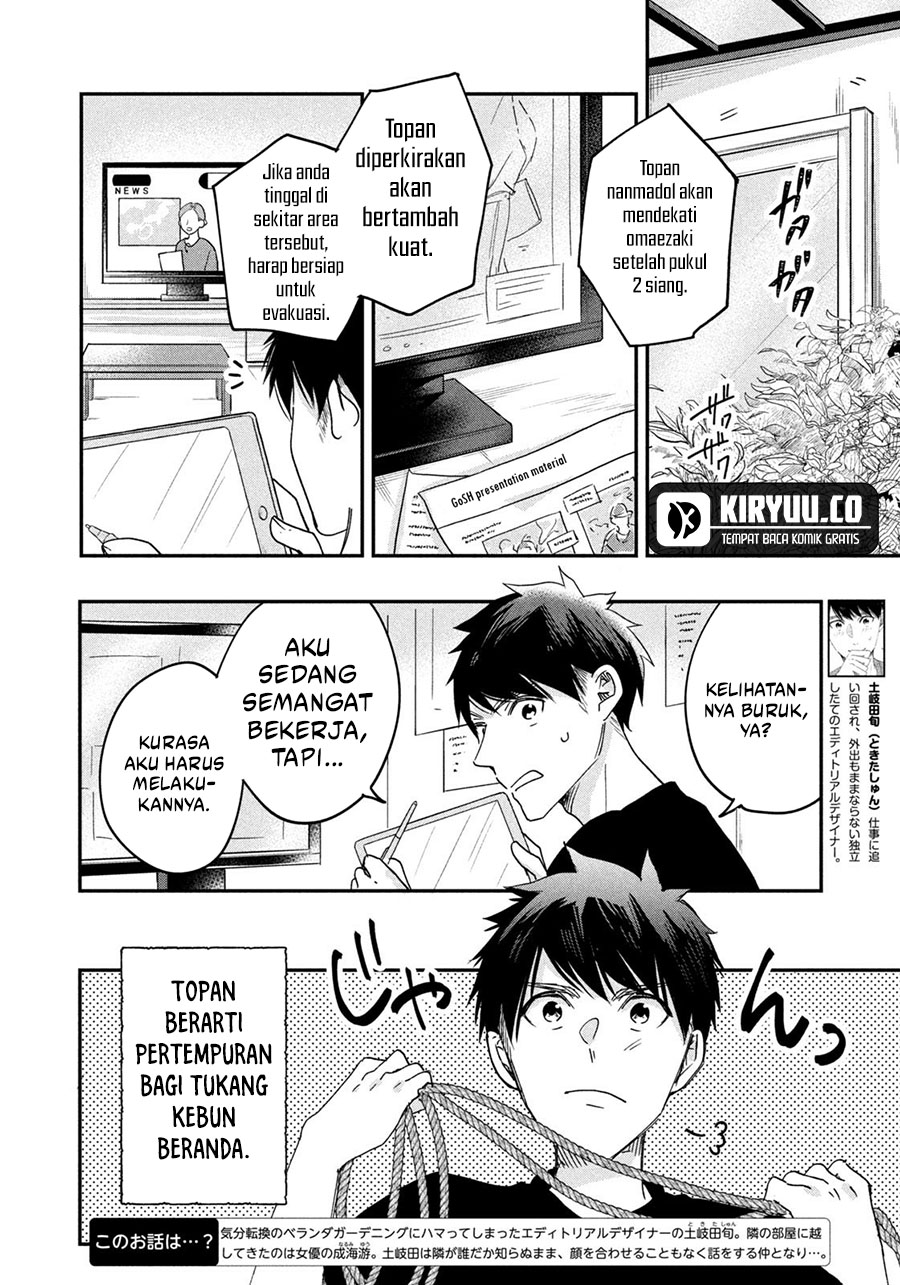 Topan
nanmadol akan
mendekati
omaezaki
setelah pukul
2 siang.
ガタ
ガタ
ザワ
ザワ
Topan
diperkirakan
akan
bertambah
kuat.
GoSH presentation material
Jika anda
tinggal di
sekitar area
tersebut,
harap bersiap
untuk
evakuasi.
NEWS
KIRYUU.CO
TEMPAT BACA KOMIK GRATIS
KELIHATAN-
NYA BURUK,
YA?
AKU
SEDANG
SEMANGAT
BEKERJA,
TAPI...
KURASA
AKU HARUS
MELAKU-
KANNYA.
土岐田旬（ときたしゅん）仕事に追
い回され、外出もままならない独立
したてのエディトリアルデザイナー。
じゃ
んっ
TOPAN
BERARTI
PERTEMPURAN
BAGI TUKANG
KEBUN
BERANDA.
このお話は…？
気分転換のベランダガーデニングにハマってしまったエディトリアルデザイナーの土岐田旬。隣の部屋に越
してきたのは女優の成海游。土岐田は隣が誰だか知らぬまま、顔を合わせることもなく話をする仲となり…。